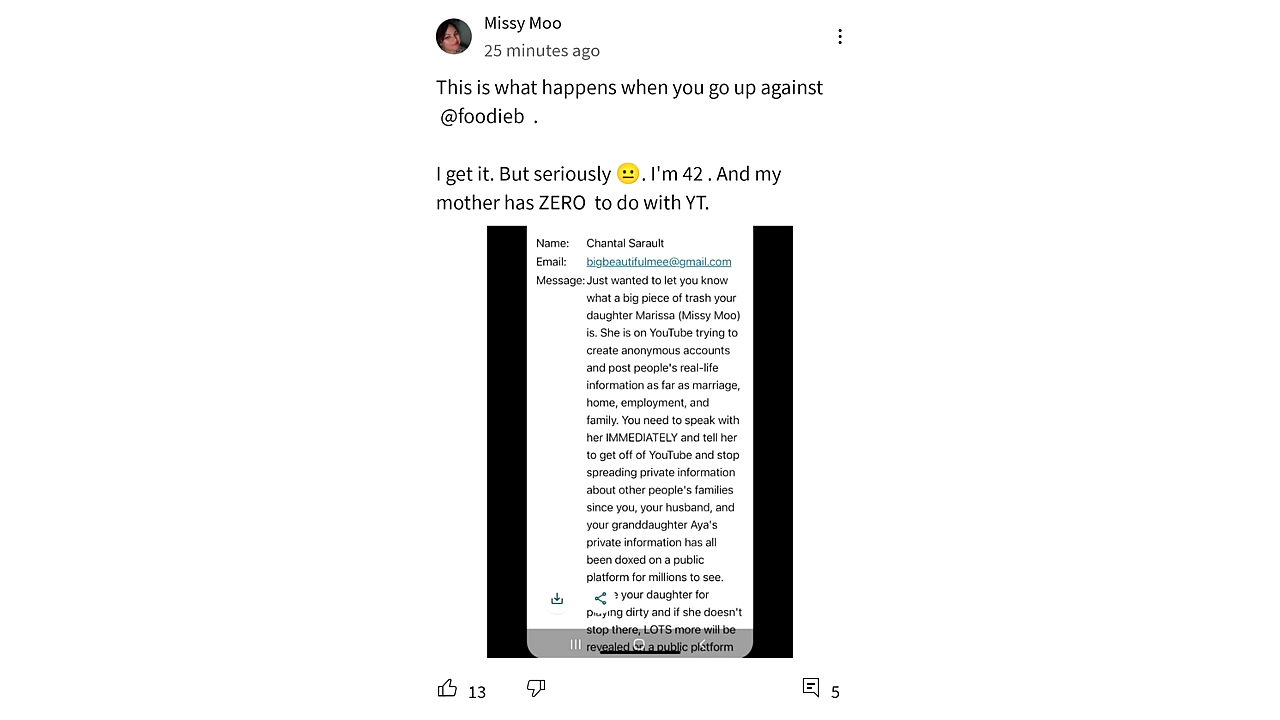 Missy Moo
25 minutes ago
This is what happens when you go up against
@foodieb .
I get it. But seriously 😐. I'm 42 . And my
mother has ZERO to do with YT.
Name: Chantal Sarault
Email: bigbeautifulmee@gmail.com
Message: Just wanted to let you know
what a big piece of trash your
daughter Marissa (Missy Moo)
is. She is on YouTube trying to
create anonymous accounts
and post people's real-life
information as far as marriage,
home, employment, and
family. You need to speak with
her IMMEDIATELY and tell her
to get off of YouTube and stop
spreading private information
about other people's families
since you, your husband, and
your granddaughter Aya's
private information has all
been doxed on a public
platform for millions to see.
your daughter for
playing dirty and if she doesn't
stop there, LOTS more will be
revealed a public platform
13
5